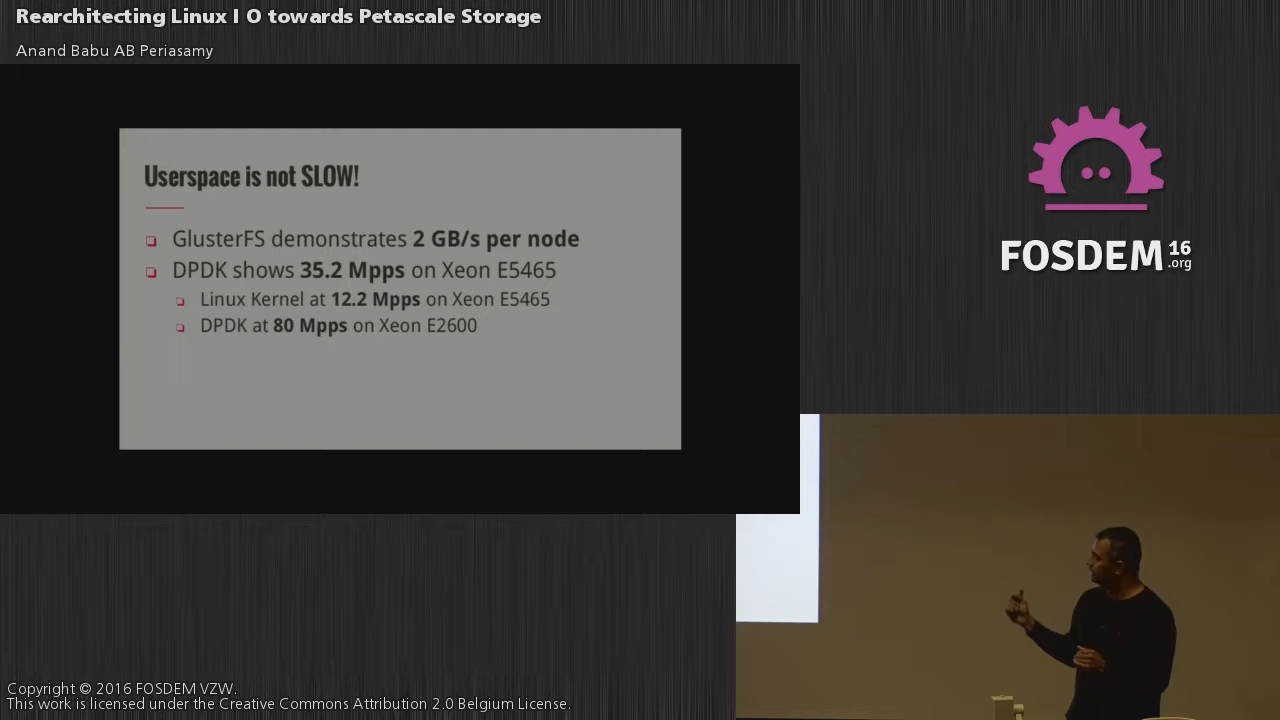 Rearchitecting Linux I O towards Petascale Storage
Anand Babu AB Periasamy
Userspace is not SLOW!
GlusterFS demonstrates 2 GB/s per node
DPDK shows 35.2 Mpps on Xeon E5465
Linux Kernel at 12.2 Mpps on Xeon E5465
DPDK at 80 Mpps on Xeon E2600
FOSDEM 16
.org
Copyright © 2016 FOSDEM VZW.
This work is licensed under the Creative Commons Attribution 2.0 Belgium License.